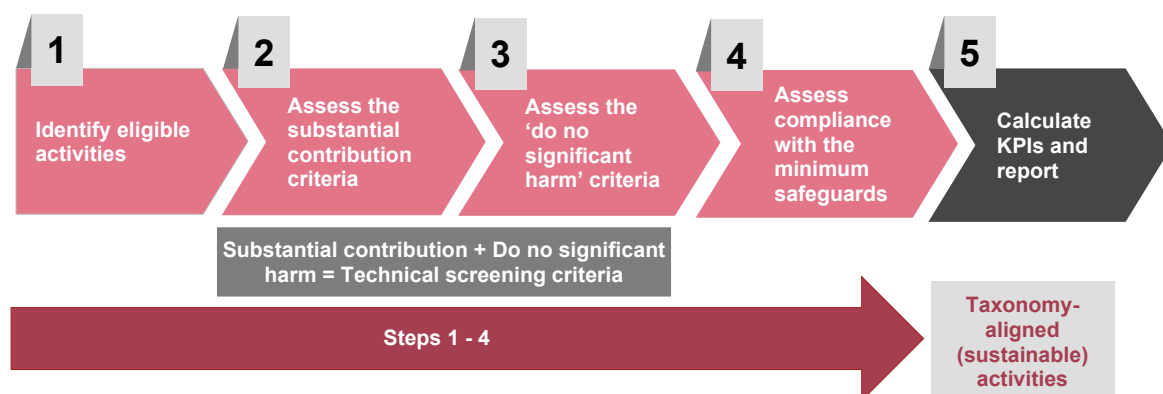 1
Identify eligible
activities
2
Assess the
substantial
contribution
criteria
3
Assess the
‘do no
significant
harm’ criteria
4
Assess
compliance
with the
minimum
safeguards
5
Calculate
KPIs and
report
Substantial contribution + Do no significant
harm = Technical screening criteria
Steps 1 - 4
Taxonomy-
aligned
(sustainable)
activities